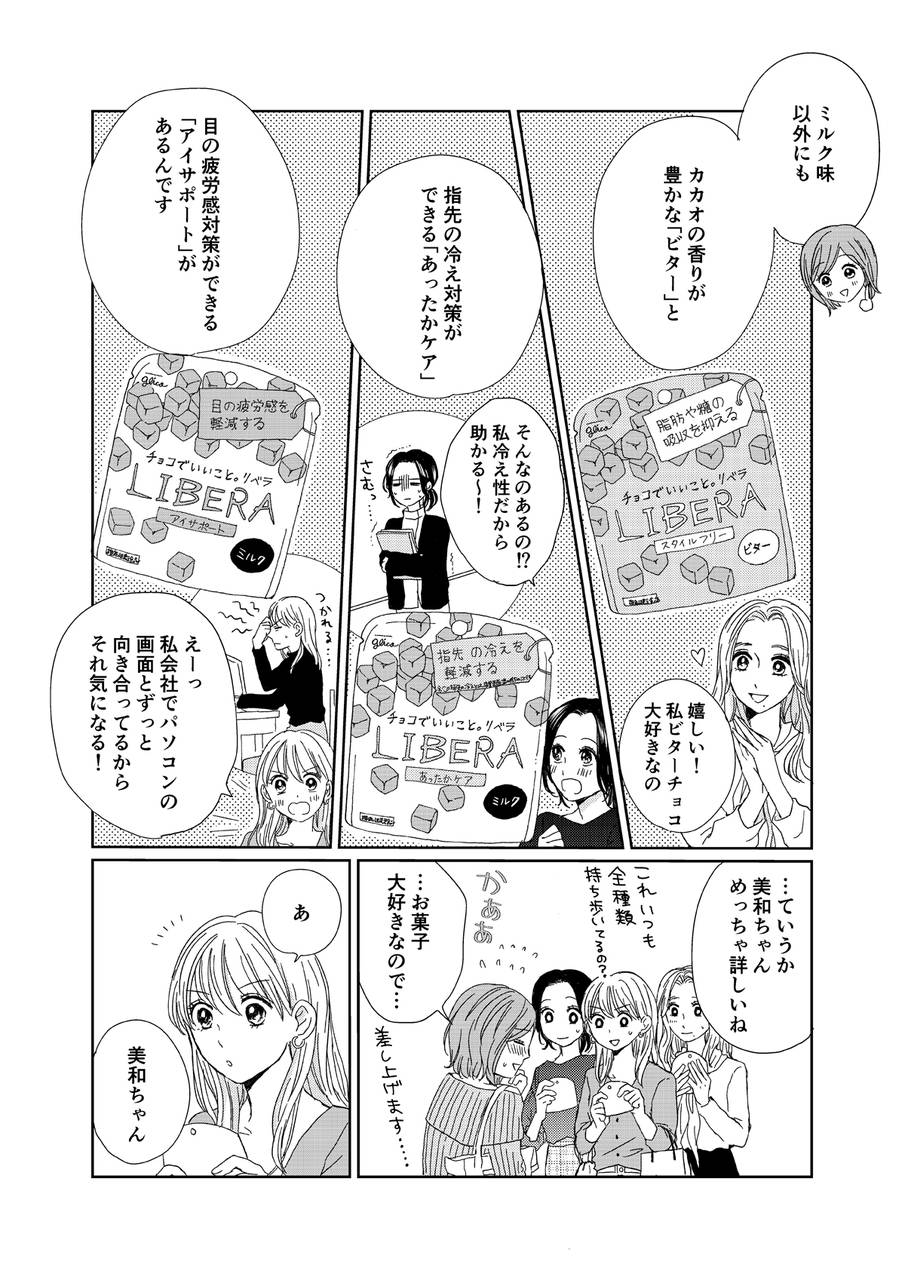 ミルク味
以外にも
カカオの香りが
豊かな「ビター」と
glico
脂肪や糖の
吸収を抑える
チョコでいいこと。リベラ
LIBERA
スタイルフリー
ビター
嬉しい！
私ビターチョコ
大好きなの
指先の冷え対策が
できる「あったかケア」
そんなのあるの!?
私冷え性だから
助かる〜！
さむっ
glico
指先の冷えを
軽減する
チョコでいいこと。リベラ
LIBERA
あったかケア
ミルク
目の疲労感対策ができる
「アイサポート」が
あるんです
glico
目の疲労感を
軽減する
チョコでいいこと。リベラ
LIBERA
アイサポート
ミルク
つかれる…
えーっ
私会社でパソコンの
画面とずっと
向き合ってるから
それ気になる！
…ていうか
美和ちゃん
めっちゃ詳しいね
これいつも
全種類
持ち歩いてるの？
かあぁ
…お菓子
大好きなので…
差し上げます……
あ
美和ちゃん